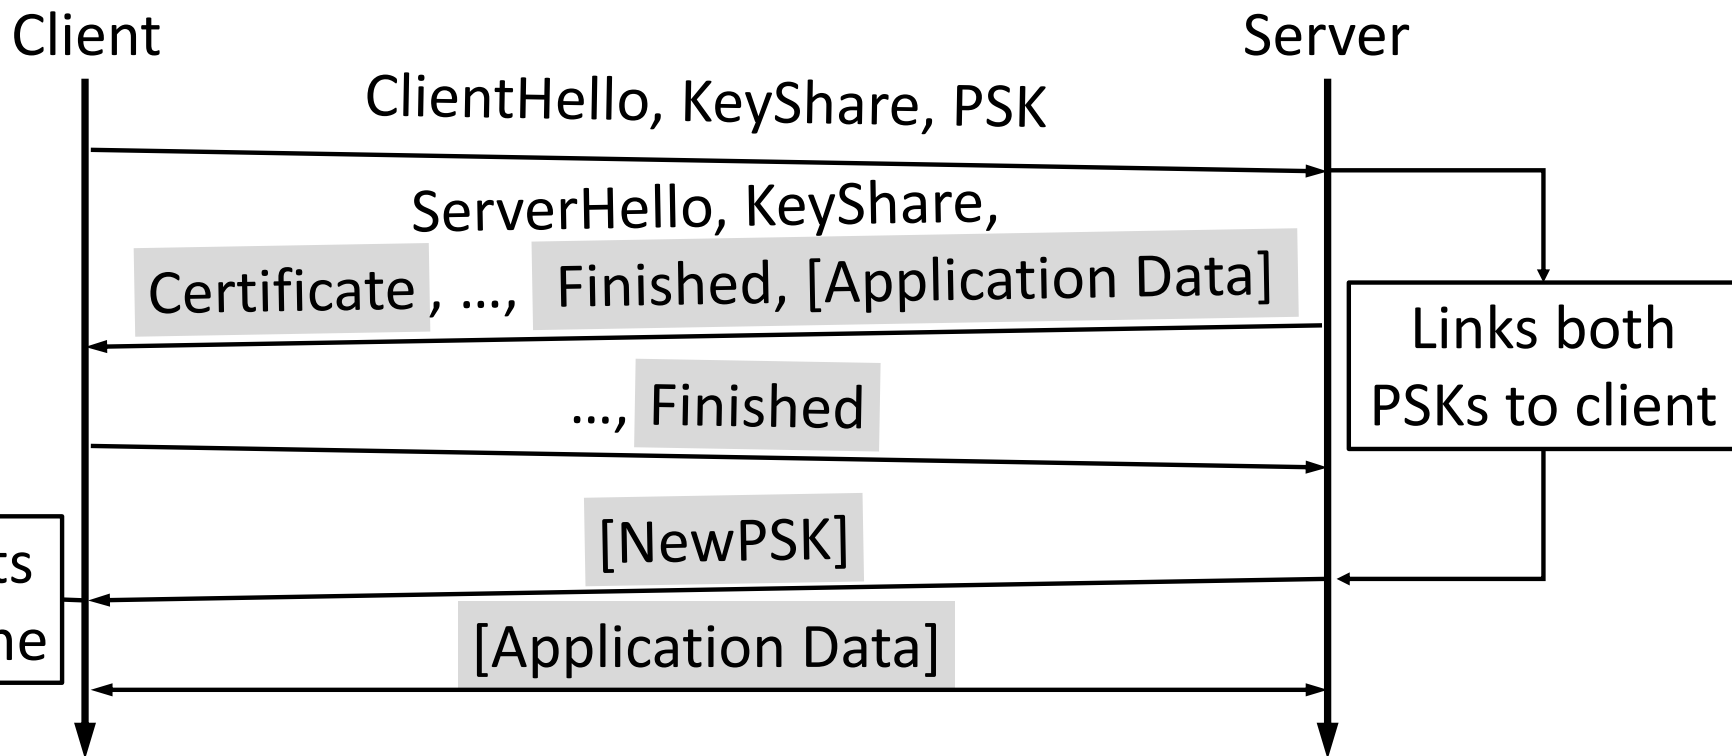 Client
Server
ClientHello, KeyShare, PSK
ServerHello, KeyShare,
Certificate, ..., Finished, [Application Data]
Links both
PSKs to client
..., Finished
[NewPSK]
[Application Data]